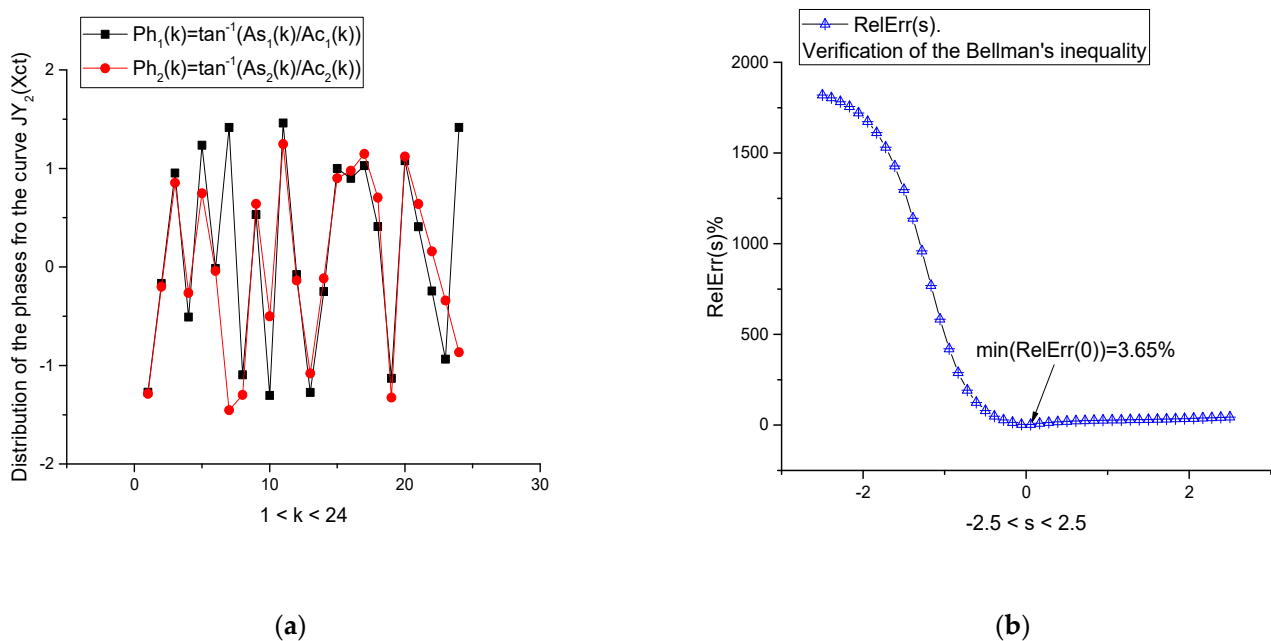 Ph₁(k)=tan⁻¹(As₁(k)/Ac₁(k))
Ph₂(k)=tan⁻¹(As₂(k)/Ac₂(k))
Distribution of the phases fro the curve JY₂(Xct)
2
1
0
-1
-2
0
10
20
30
1 < k < 24
(a)
RelErr(s).
Verification of the Bellman's inequality
RelErr(s)%
2000
1500
1000
500
0
min(RelErr(0))=3.65%
-2
0
2
-2.5 < s < 2.5
(b)